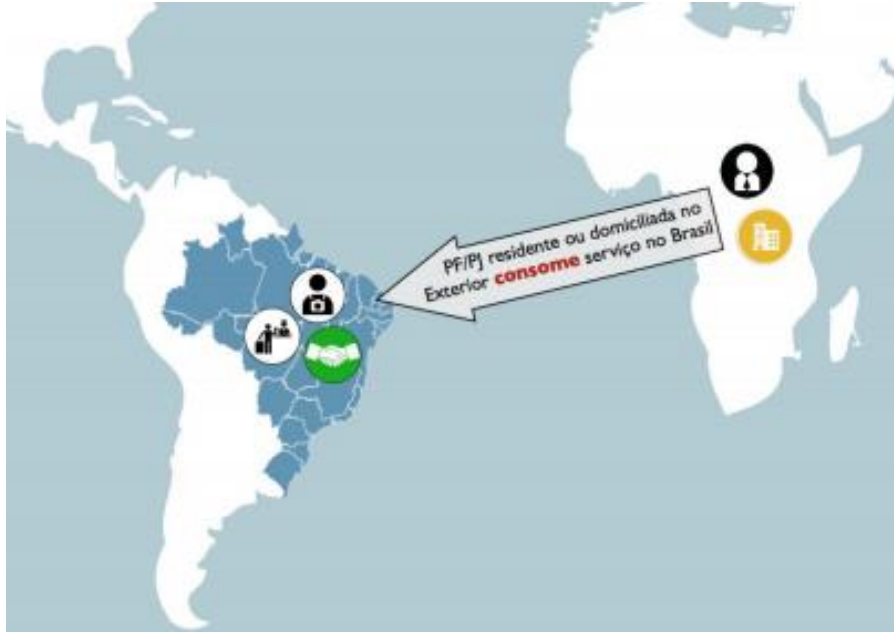 PF/PJ residente ou domiciliada no
Exterior consome serviço no Brasil